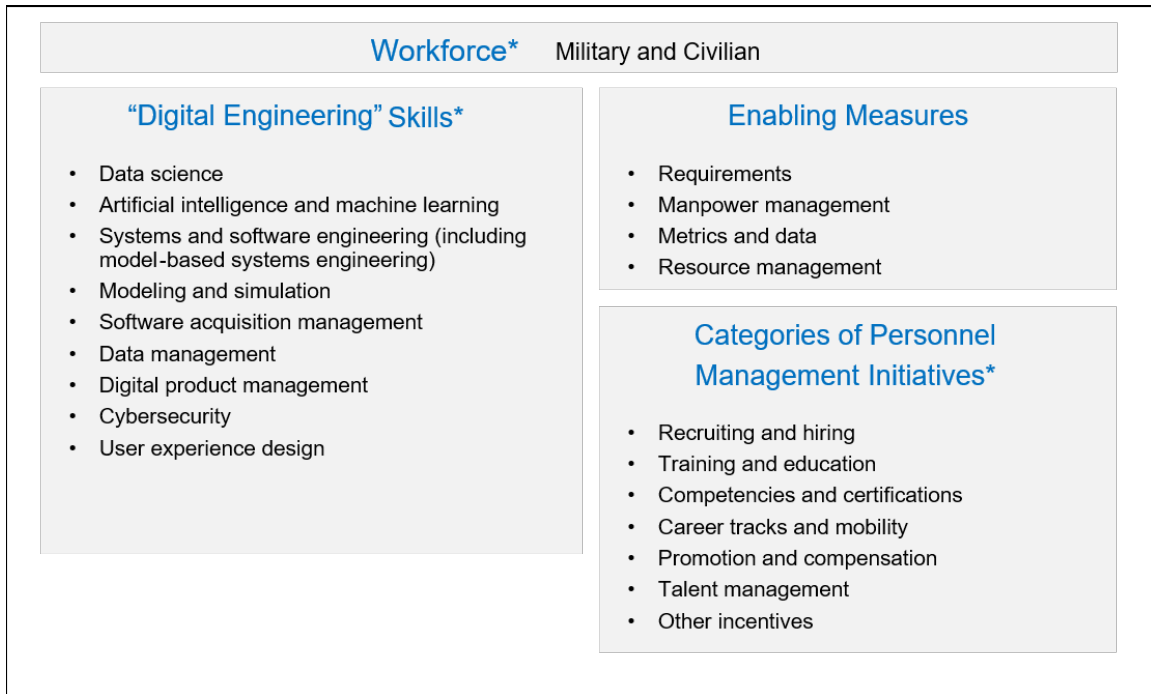 Workforce* Military and Civilian
“Digital Engineering” Skills*
• Data science
• Artificial intelligence and machine learning
• Systems and software engineering (including
model-based systems engineering)
• Modeling and simulation
• Software acquisition management
• Data management
• Digital product management
• Cybersecurity
• User experience design
Enabling Measures
• Requirements
• Manpower management
• Metrics and data
• Resource management
Categories of Personnel
Management Initiatives*
• Recruiting and hiring
• Training and education
• Competencies and certifications
• Career tracks and mobility
• Promotion and compensation
• Talent management
• Other incentives